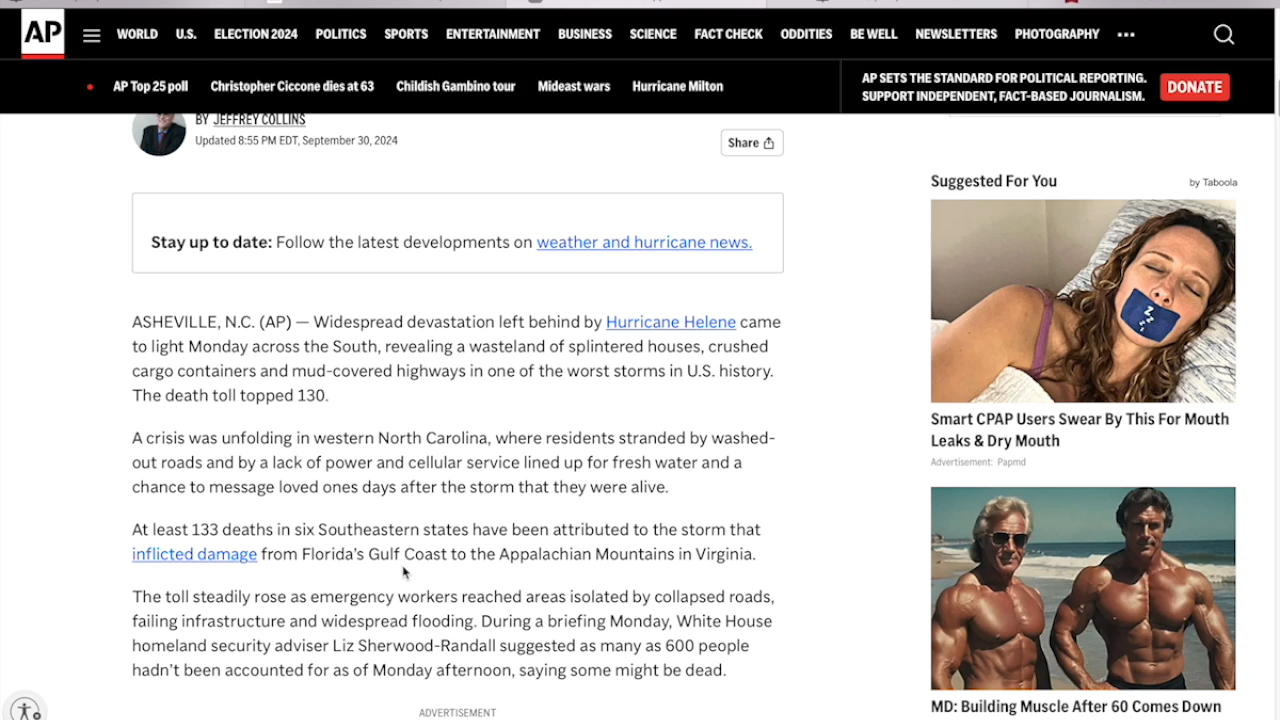 AP
WORLD U.S. ELECTION 2024 POLITICS SPORTS ENTERTAINMENT BUSINESS SCIENCE FACT CHECK ODDITIES BE WELL NEWSLETTERS PHOTOGRAPHY ...
AP Top 25 poll Christopher Ciccone dies at 63 Childish Gambino tour Mideast wars Hurricane Milton
AP SETS THE STANDARD FOR POLITICAL REPORTING.
SUPPORT INDEPENDENT, FACT-BASED JOURNALISM.
DONATE
BY JEFFREY COLLINS
Updated 8:55 PM EDT, September 30, 2024
Share
Stay up to date: Follow the latest developments on weather and hurricane news.
ASHEVILLE, N.C. (AP) — Widespread devastation left behind by Hurricane Helene came
to light Monday across the South, revealing a wasteland of splintered houses, crushed
cargo containers and mud-covered highways in one of the worst storms in U.S. history.
The death toll topped 130.
A crisis was unfolding in western North Carolina, where residents stranded by washed-
out roads and by a lack of power and cellular service lined up for fresh water and a
chance to message loved ones days after the storm that they were alive.
At least 133 deaths in six Southeastern states have been attributed to the storm that
inflicted damage from Florida's Gulf Coast to the Appalachian Mountains in Virginia.
The toll steadily rose as emergency workers reached areas isolated by collapsed roads,
failing infrastructure and widespread flooding. During a briefing Monday, White House
homeland security adviser Liz Sherwood-Randall suggested as many as 600 people
hadn't been accounted for as of Monday afternoon, saying some might be dead.
ADVERTISEMENT
Suggested For You
by Taboola
z z z
Smart CPAP Users Swear By This For Mouth
Leaks & Dry Mouth
Advertisement: Papmd
MD: Building Muscle After 60 Comes Down